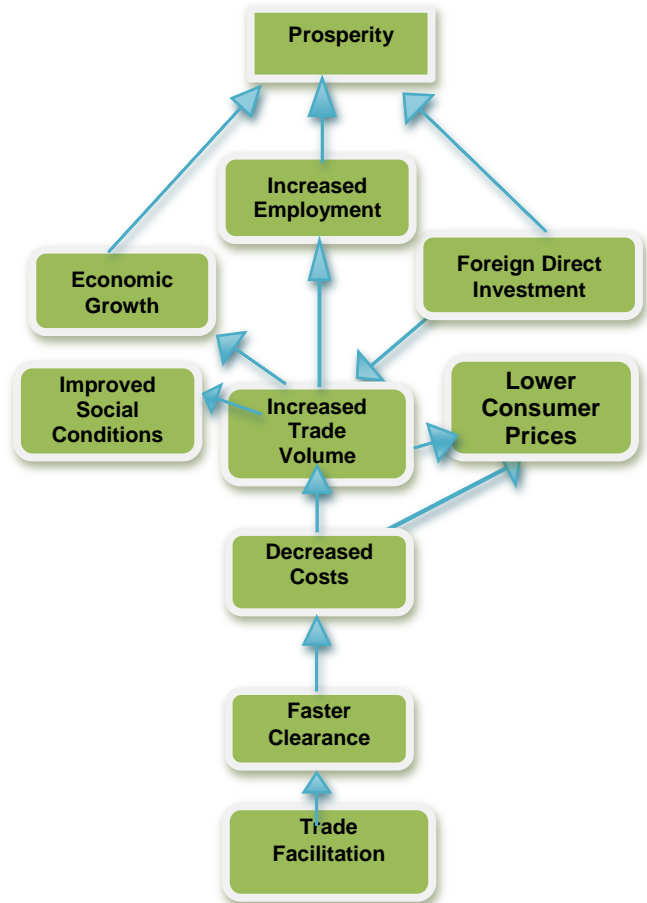 Prosperity
Increased
Employment
Economic
Growth
Foreign Direct
Investment
Improved
Social
Conditions
Increased
Trade
Volume
Lower
Consumer
Prices
Decreased
Costs
Faster
Clearance
Trade
Facilitation